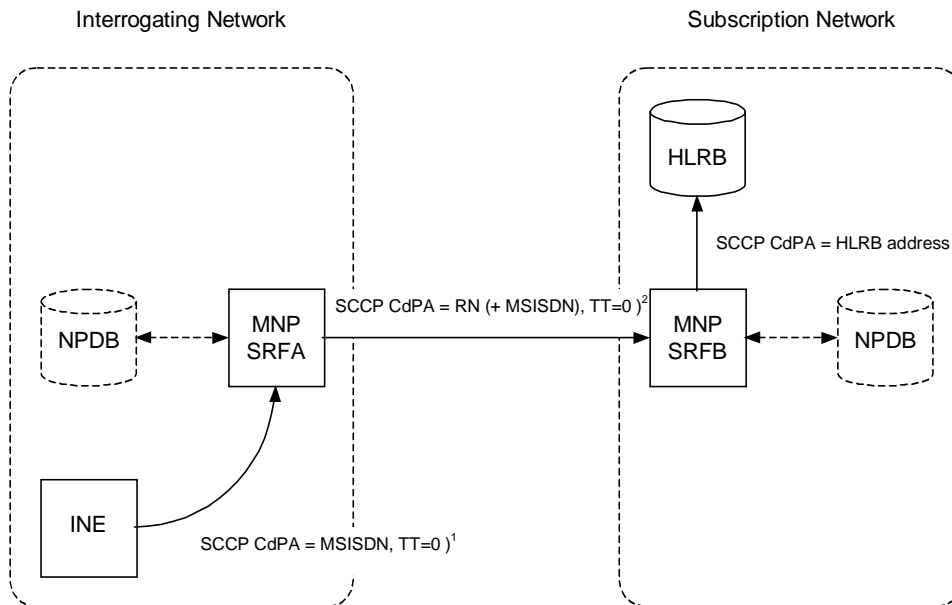 Interrogating Network
Subscription Network
HLRB
SCCP CdPA = HLRB address
SCCP CdPA = RN (+ MSISDN), TT=0 )²
NPDB
MNP
SRFA
MNP
SRFB
NPDB
INE
SCCP CdPA = MSISDN, TT=0 )¹